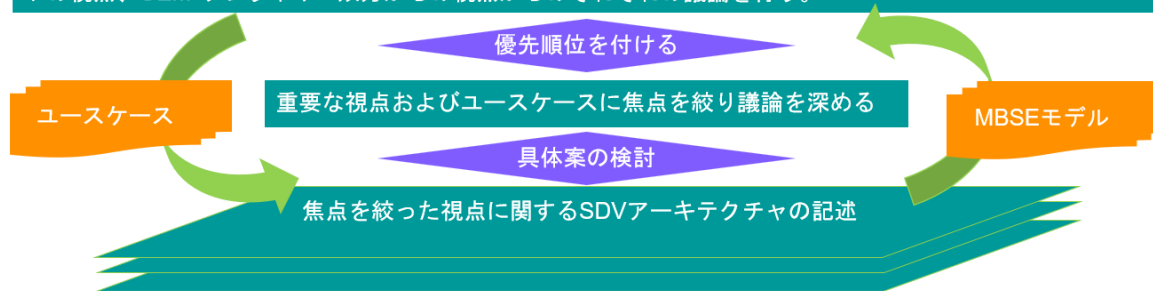 優先順位を付ける
重要な視点およびユースケースに焦点を絞り議論を深める
ユースケース
MBSEモデル
具体案の検討
焦点を絞った視点に関するSDVアーキテクチャの記述